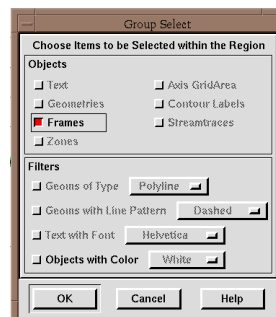 Group Select
Choose Items to be Selected within the Region
Objects
Text Axis GridArea
Geometries Contour Labels
Frames Streamtraces
Zones
Filters
Geoms of Type Polyline
Geoms with Line Pattern Dashed
Text with Font Helvetica
Objects with Color White
OK Cancel Help